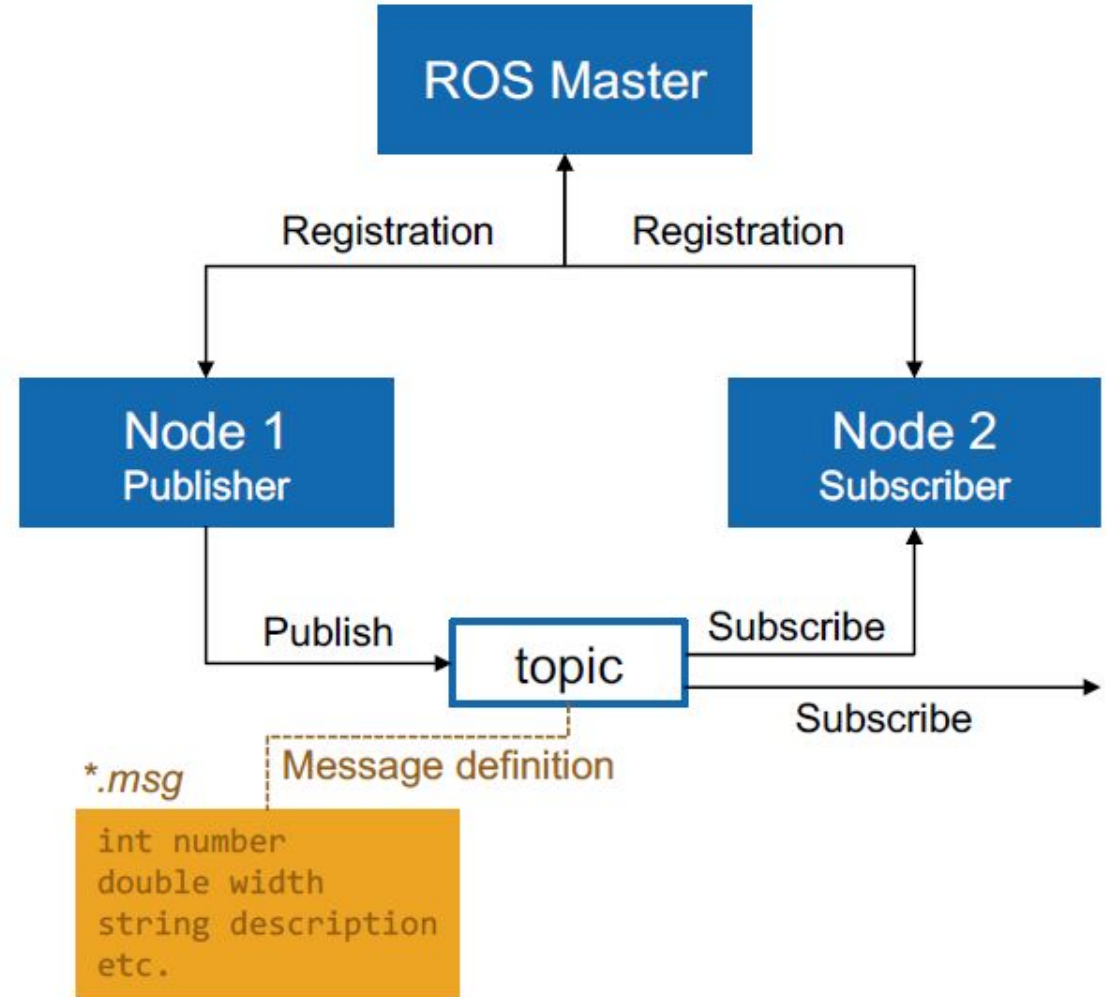 ROS Master
Registration
Registration
Node 1
Publisher
Node 2
Subscriber
Publish
topic
Subscribe
Subscribe
Message definition
*.msg
int number
double width
string description
etc.